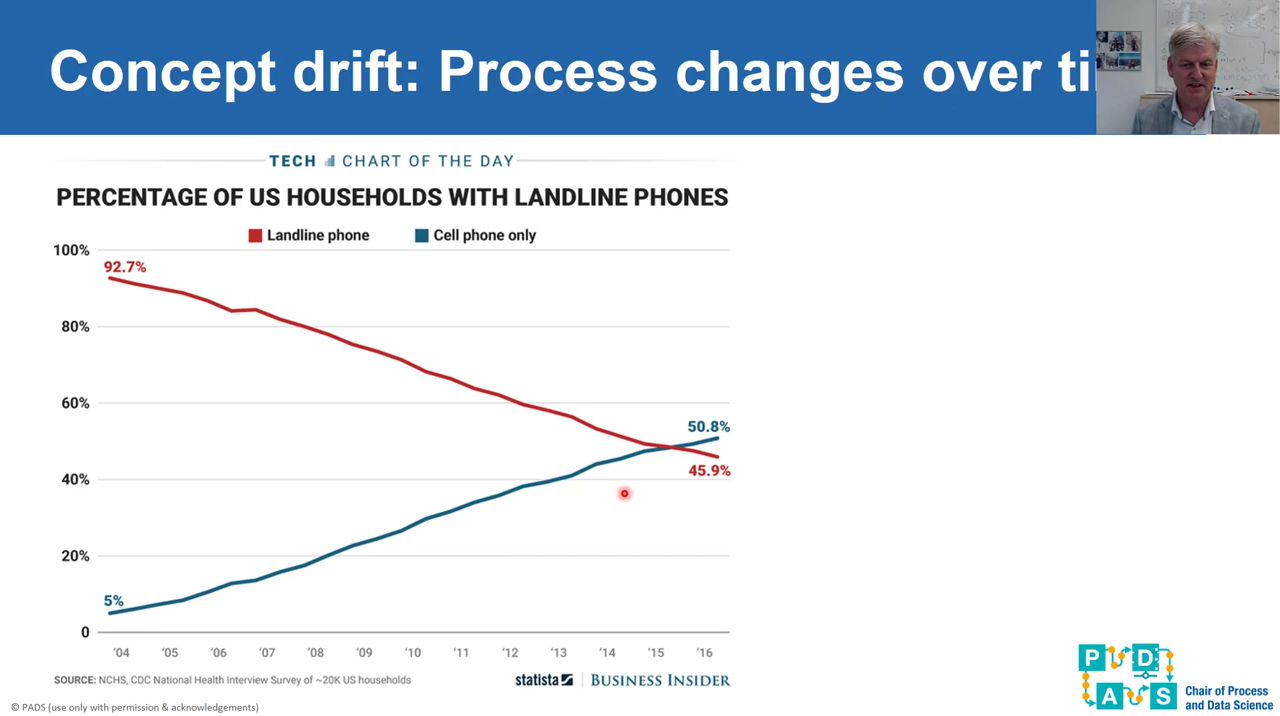 Concept drift: Process changes over ti
TECH CHART OF THE DAY
PERCENTAGE OF US HOUSEHOLDS WITH LANDLINE PHONES
Landline phone Cell phone only
100%
92.7%
80%
60%
50.8%
45.9%
40%
20%
5%
0
'04 '05 '06 '07 '08 '09 '10 '11 '12 '13 '14 '15 '16
SOURCE: NCHS, CDC National Health Interview Survey of ~20K US households
statista BUSINESS INSIDER
© PADS (use only with permission & acknowledgements)
P D
A S
Chair of Process
and Data Science